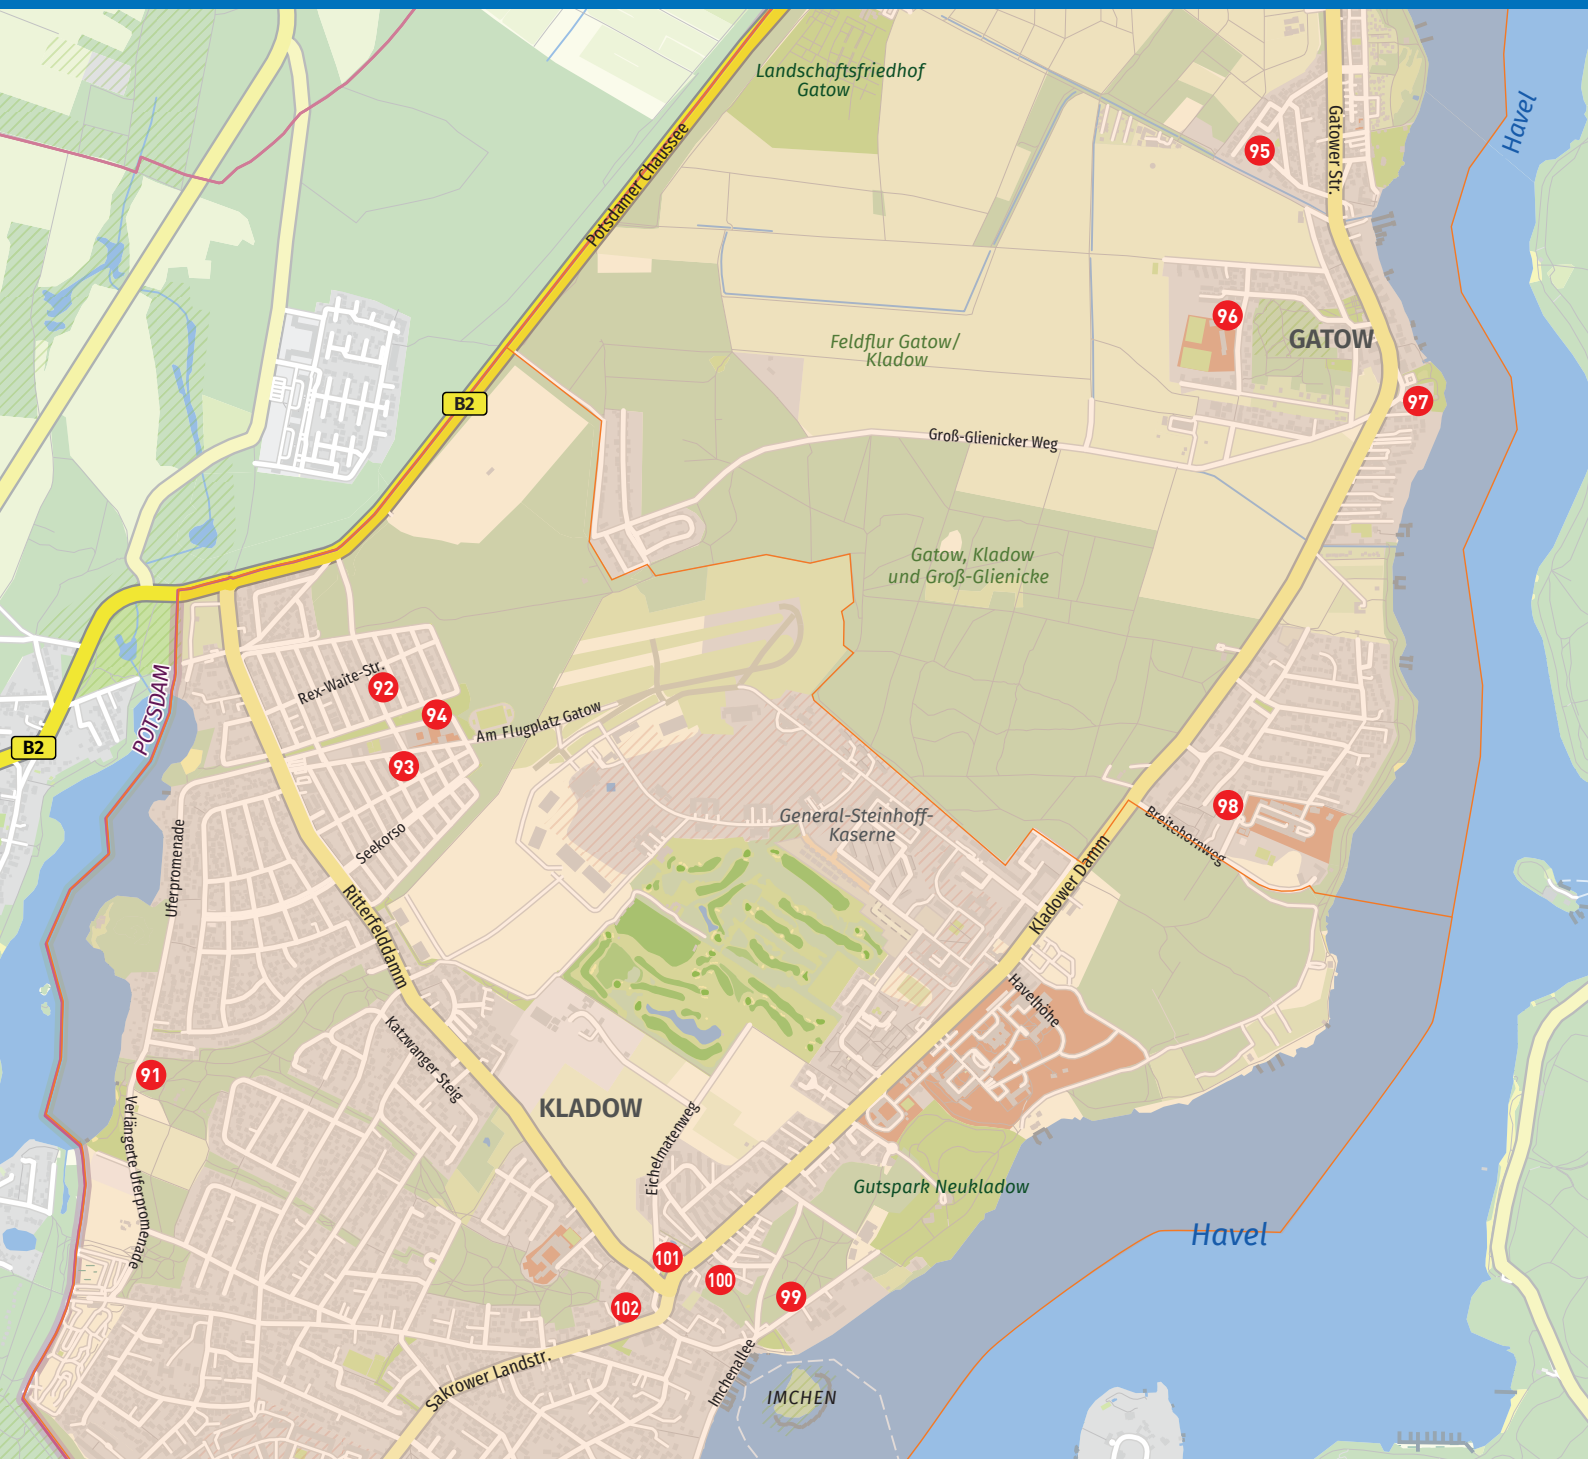 Landschaftsfriedhof
Gatow
Havel
Gatower Str.
95
Potsdamer Chaussee
96
GATOW
Feldflur Gatow/
Kladow
B2
97
Groß-Glienicker Weg
Gatow, Kladow
und Groß-Glienicke
POTSDAM
Rex-Waite-Str.
92
94
Am Flugplatz Gatow
B2
93
98
General-Steinhoff-
Kaserne
Breitehornweg
Seekorso
Uferpromenade
Kladower Damm
Ritterfelddamm
Havelhöhe
Katzwanger Steig
91
KLADOW
Verlängerte Uferpromenade
Eichelmatenweg
Gutspark Neukladow
Havel
101
100
99
102
Sakrower Landstr.
Imchenallee
IMCHEN